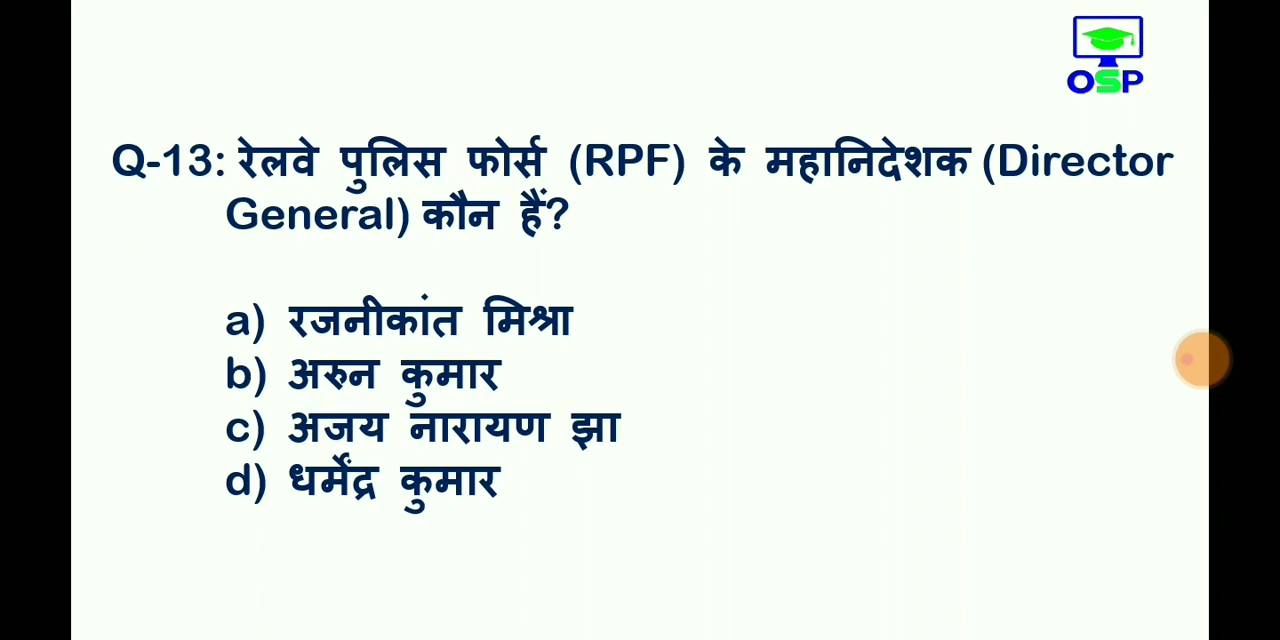 OSP
Q-13: रेलवे पुलिस फोर्स (RPF) के महानिदेशक (Director
General) कौन हैं?
a) रजनीकांत मिश्रा
b) अरुन कुमार
c) अजय नारायण झा
d) धर्मेंद्र कुमार